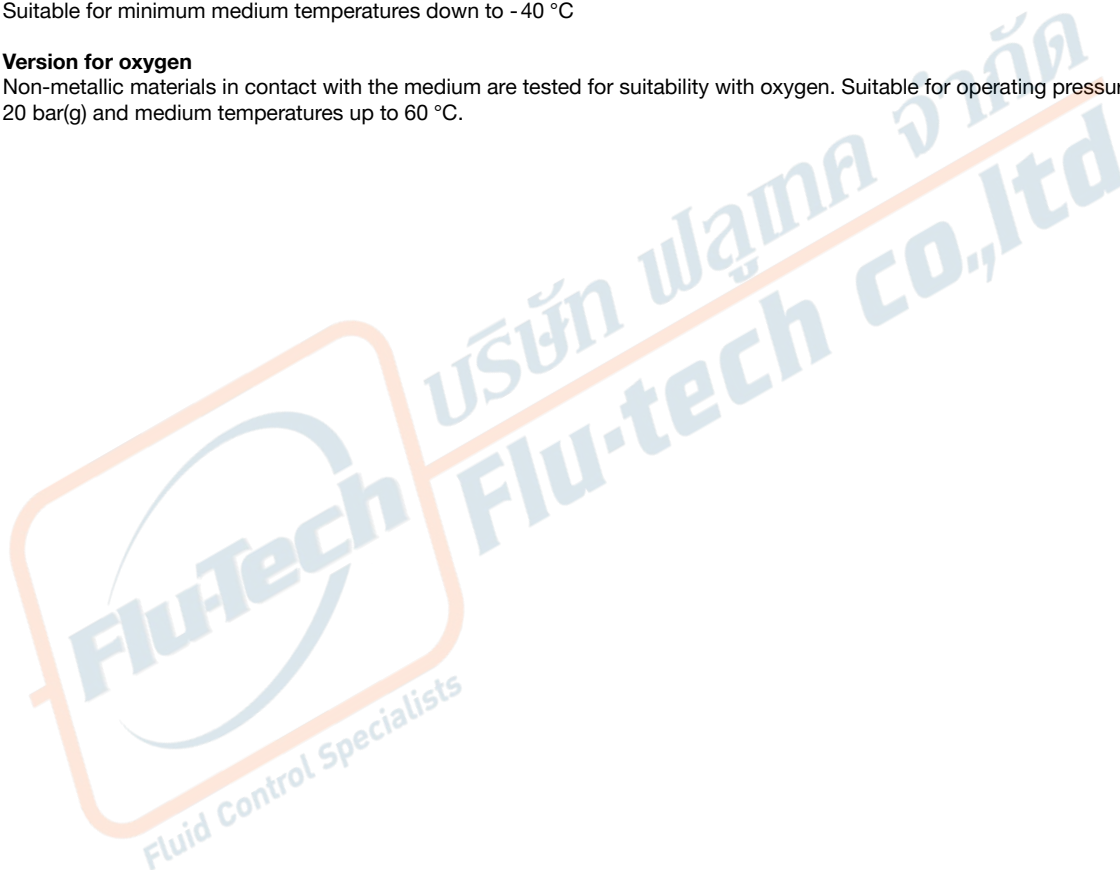 Suitable for minimum medium temperatures down to -40 °C
Version for oxygen
Non-metallic materials in contact with the medium are tested for suitability with oxygen. Suitable for operating pressur
20 bar(g) and medium temperatures up to 60 °C.
บริษัท ฟลูเทค จำกัด
Flu-tech co.,ltd
Flu-Tech
Fluid Control Specialists